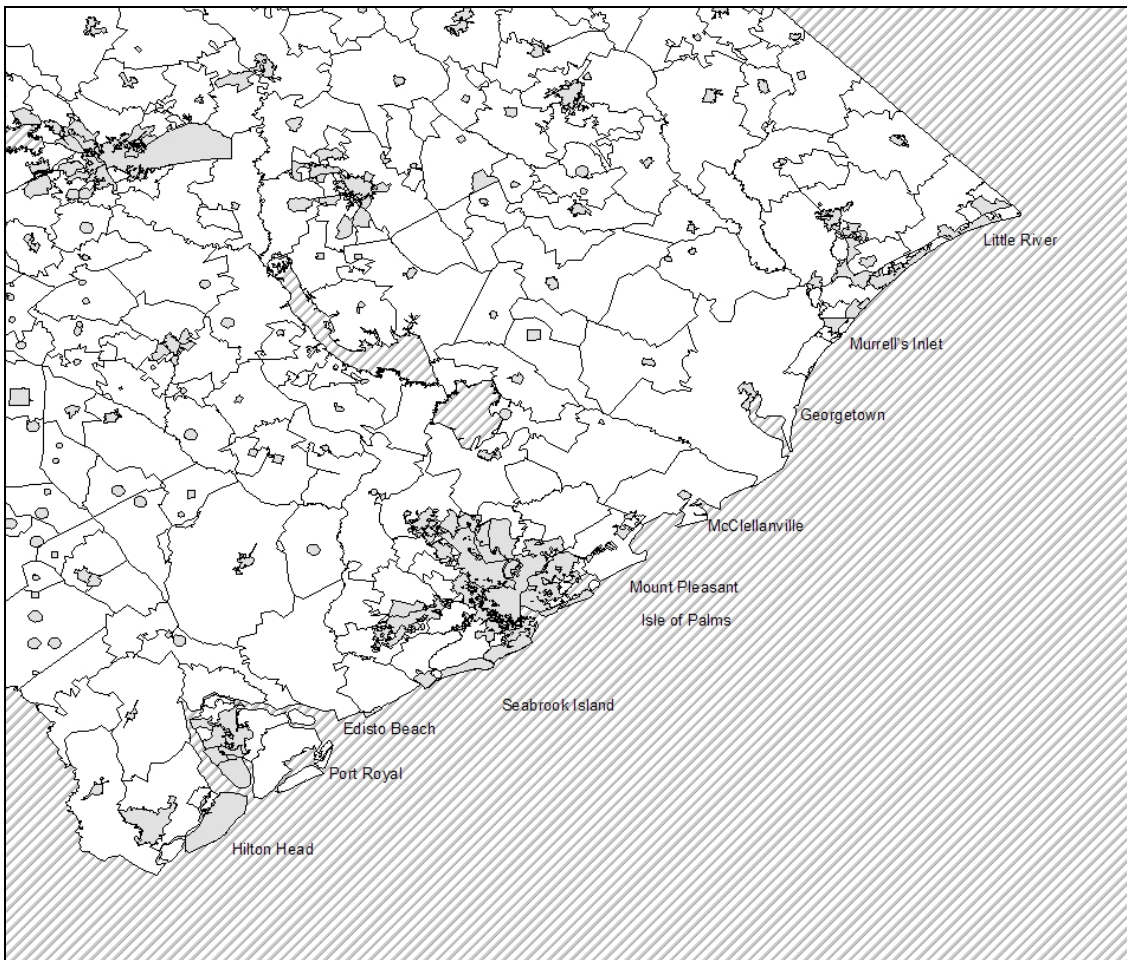 Little River
Murrell's Inlet
Georgetown
McClellanville
Mount Pleasant
Isle of Palms
Seabrook Island
Edisto Beach
Port Royal
Hilton Head